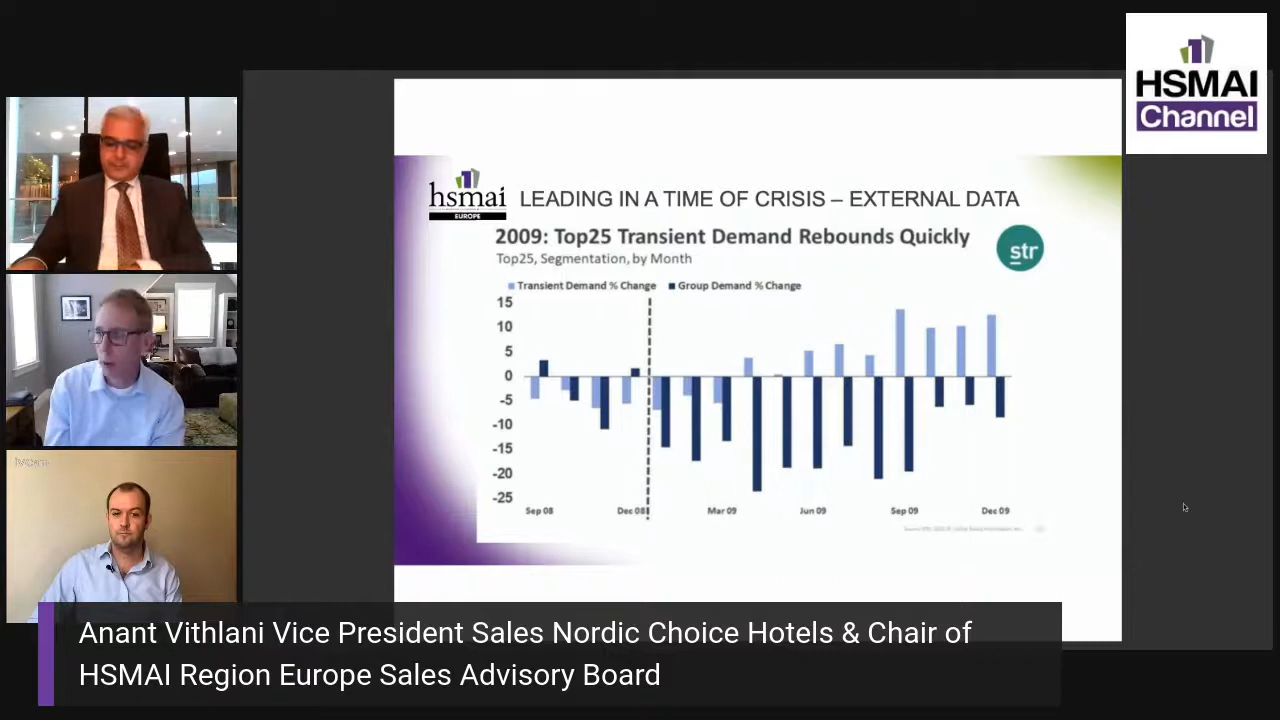 HSMAI
Channel
hsmai
EUROPE
LEADING IN A TIME OF CRISIS – EXTERNAL DATA
2009: Top25 Transient Demand Rebounds Quickly
Top25, Segmentation, by Month
str
Transient Demand % Change
Group Demand % Change
15
10
5
0
-5
-10
-15
-20
-25
Sep 08
Dec 08
Mar 09
Jun 09
Sep 09
Dec 09
Anant Vithlani Vice President Sales Nordic Choice Hotels & Chair of
HSMAI Region Europe Sales Advisory Board